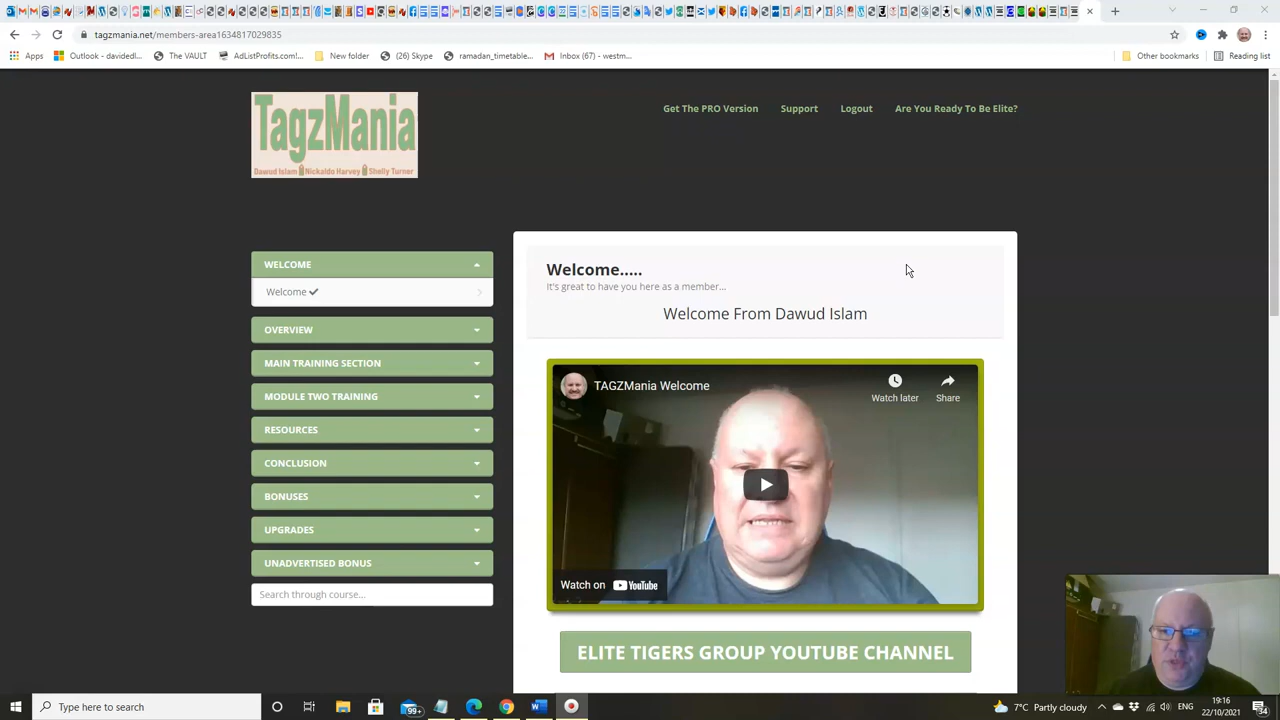 tagzmania.net/members-area1634817029835
Apps
Outlook - davidedl...
The VAULT
AdListProfits.com!...
New folder
(26) Skype
ramadan_timetable...
Inbox (67) - westm...
Other bookmarks
Reading list
TagzMania
Dawud Islam Nickaldo Harvey Shelly Turner
Get The PRO Version
Support
Logout
Are You Ready To Be Elite?
WELCOME
Welcome
OVERVIEW
MAIN TRAINING SECTION
MODULE TWO TRAINING
RESOURCES
CONCLUSION
BONUSES
UPGRADES
UNADVERTISED BONUS
Search through course...
Welcome.....
It's great to have you here as a member...
Welcome From Dawud Islam
TAGZMania Welcome
Watch later
Share
Watch on YouTube
ELITE TIGERS GROUP YOUTUBE CHANNEL
Type here to search
99+
7°C Partly cloudy
ENG
19:16
22/10/2021
34